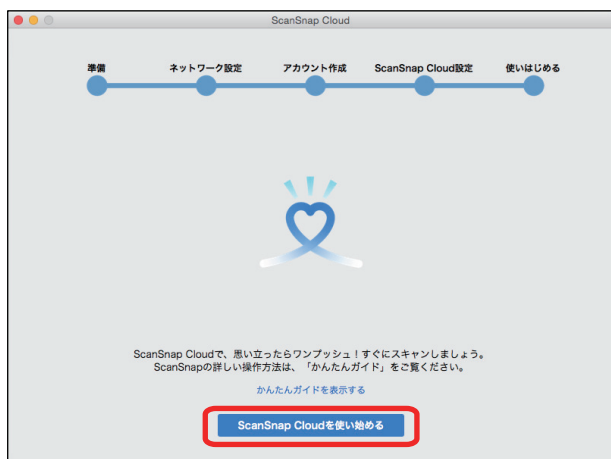 ScanSnap Cloud
準備 ネットワーク設定 アカウント作成 ScanSnap Cloud設定 使いはじめる
ScanSnap Cloudで、思い立ったらワンプッシュ！すぐにスキャンしましょう。
ScanSnapの詳しい操作方法は、「かんたんガイド」をご覧ください。
かんたんガイドを表示する
ScanSnap Cloudを使い始める